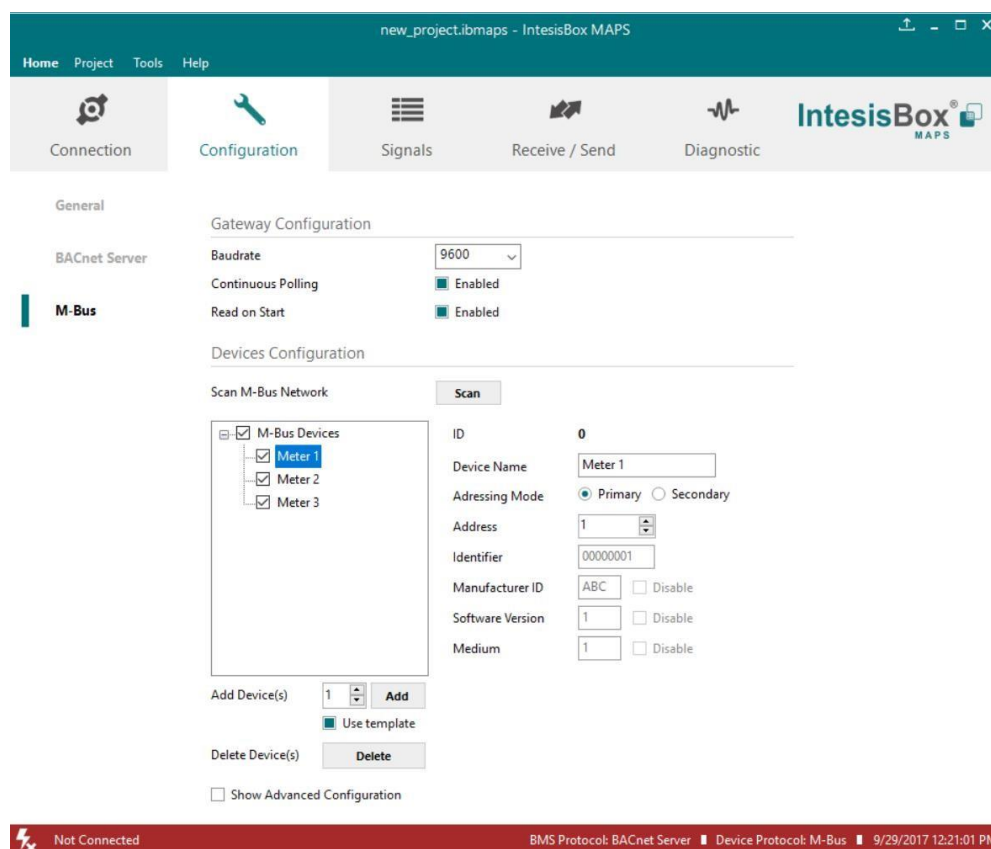 new_project.ibmaps - IntesisBox MAPS
Home Project Tools Help
Connection Configuration Signals Receive / Send Diagnostic
IntesisBox®
MAPS
General
BACnet Server
M-Bus
Gateway Configuration
Baudrate 9600
Continuous Polling Enabled
Read on Start Enabled
Devices Configuration
Scan M-Bus Network Scan
M-Bus Devices
Meter 1
Meter 2
Meter 3
ID 0
Device Name Meter 1
Adressing Mode Primary Secondary
Address 1
Identifier 00000001
Manufacturer ID ABC Disable
Software Version 1 Disable
Medium 1 Disable
Add Device(s) 1 Add
Use template
Delete Device(s) Delete
Show Advanced Configuration
Not Connected BMS Protocol: BACnet Server Device Protocol: M-Bus 9/29/2017 12:21:01 PM